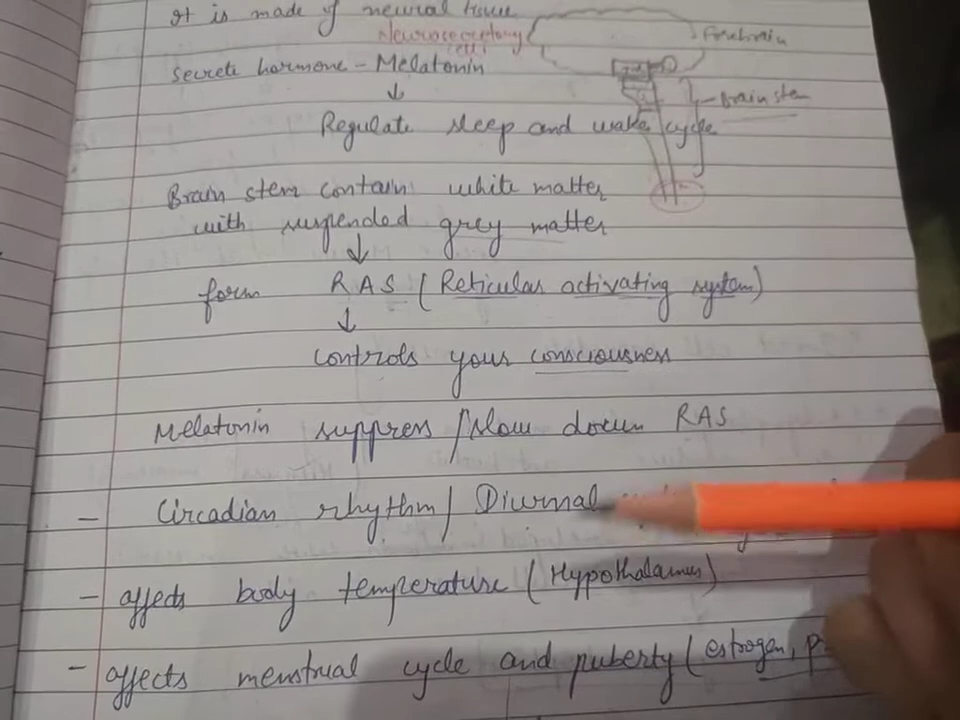 It is made of neural tissue
Neurosecretory
cell
Forebrain
secrete hormone - Melatonin
Brain stem
Regulate sleep and wake cycle
Brain stem contain white matter
with suspended grey matter
form RAS (Reticular activating system)
controls your consciousness
Melatonin suppress / slow down RAS
- Circadian rhythm / Diurnal
- affects body temperature (Hypothalamus)
- affects menstrual cycle and puberty (estrogen,